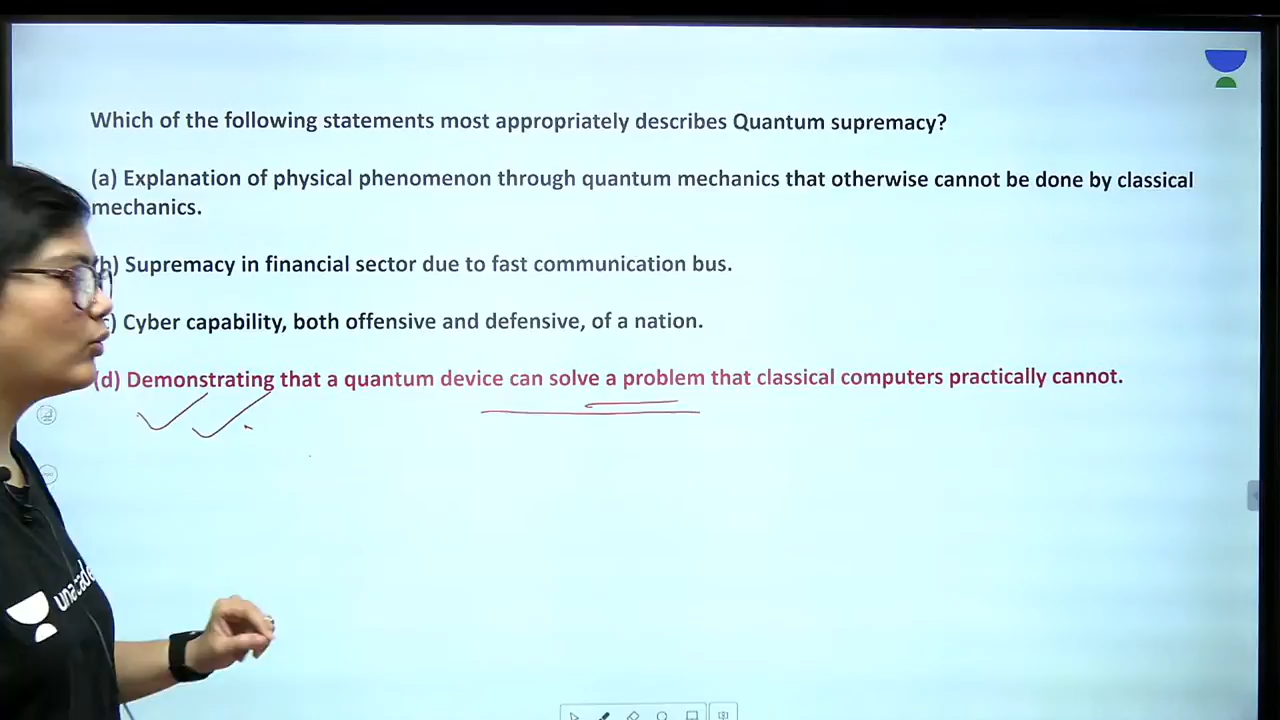 Which of the following statements most appropriately describes Quantum supremacy?
(a) Explanation of physical phenomenon through quantum mechanics that otherwise cannot be done by classical
mechanics.
(b) Supremacy in financial sector due to fast communication bus.
) Cyber capability, both offensive and defensive, of a nation.
(d) Demonstrating that a quantum device can solve a problem that classical computers practically cannot.
unacade